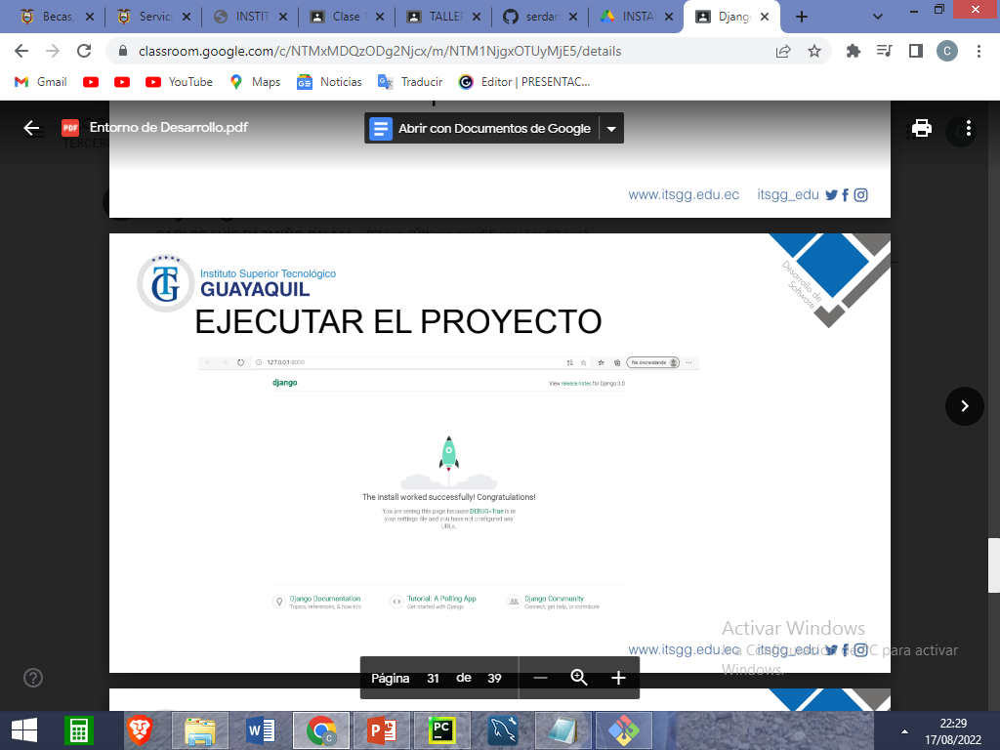 Becas,
Servici
INSTIT
Clase
TALLEF
serdar
INSTA
Djang
classroom.google.com/c/NTMxMDQzODg2Njcx/m/NTM1NjgxOTUyMjE5/details
C
Gmail
YouTube
Maps
Noticias
Traducir
Editor | PRESENTAC...
PDF
Entorno de Desarrollo.pdf
Abrir con Documentos de Google
www.itsgg.edu.ec
itsgg_edu
Instituto Superior Tecnológico
GUAYAQUIL
Desarrollo de
Software
EJECUTAR EL PROYECTO
127.0.0.1:8000
No sincronizando
django
View release notes for Django 3.0
The install worked successfully! Congratulations!
You are seeing this page because DEBUG=True is in
your settings file and you have not configured any
URLs.
Django Documentation
Topics, references, & how-to's
Tutorial: A Polling App
Get started with Django
Django Community
Connect, get help, or contribute
Activar Windows
www.itsgg.edu.ec
itsgg_edu
Ir a Configuración de PC para activar
Windows.
Página 31 de 39
22:29
17/08/2022